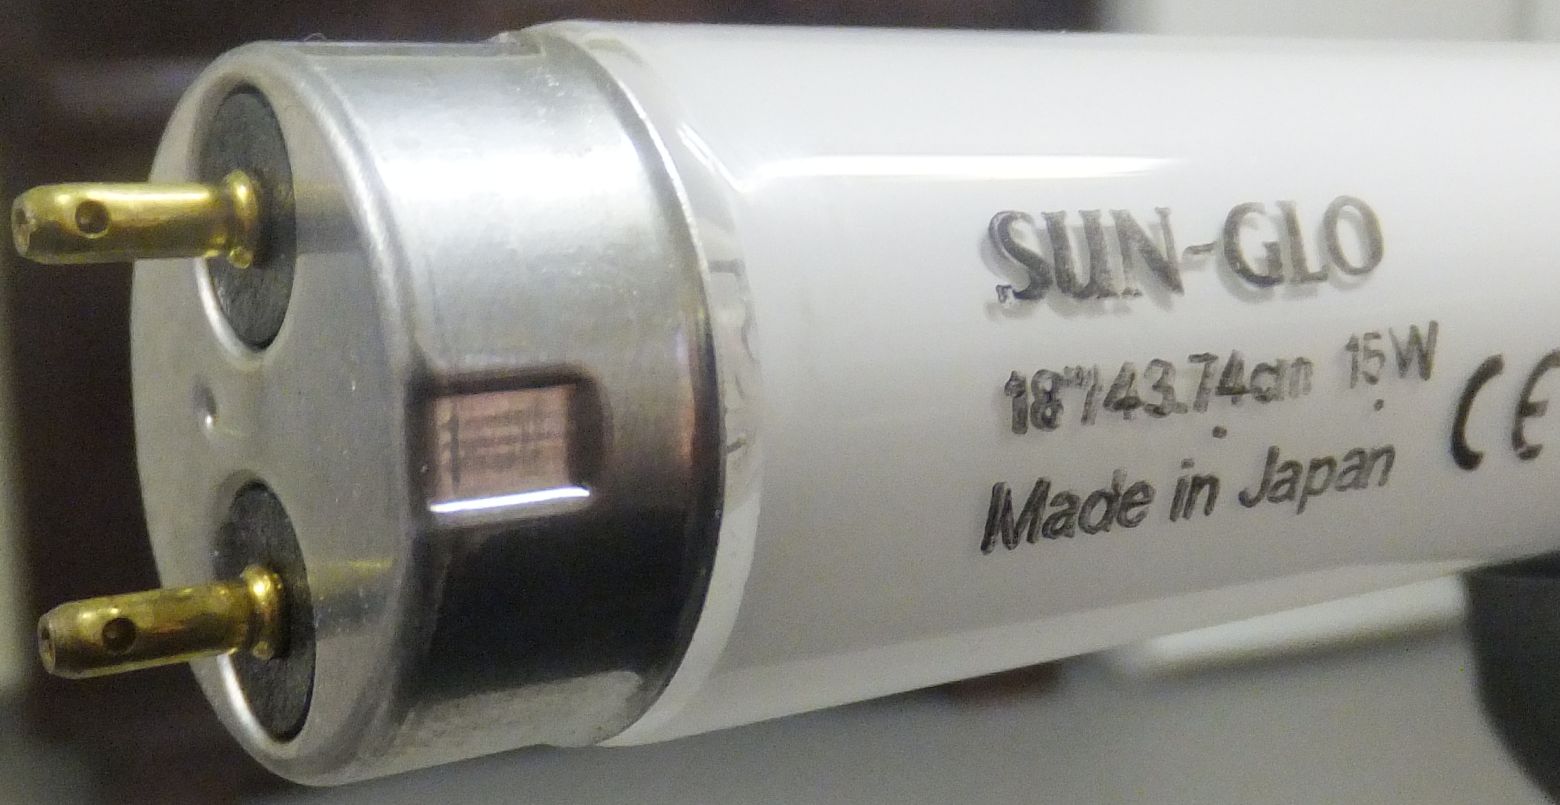 SUN-GLO
18"/43.74cm 15W
Made in Japan CE